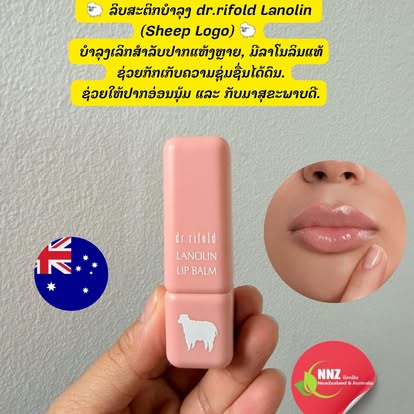 🐑 ລິບສະຕິກບຳລຸງ dr.rifold Lanolin
(Sheep Logo) 🐑
ບຳລຸງເລິກສຳລັບປາກແຫ້ງຫຼາຍ, ມີລາໂນລິນແທ້
ຊ່ວຍກັກເກັບຄວາມຊຸ່ມຊື່ນໄດ້ດົນ.
ຊ່ວຍໃຫ້ປາກອ່ອນນຸ້ມ ແລະ ກັບມາສຸຂະພາບດີ.
dr.rifold
LANOLIN
LIP BALM
NNZ
NewZealand & Australia